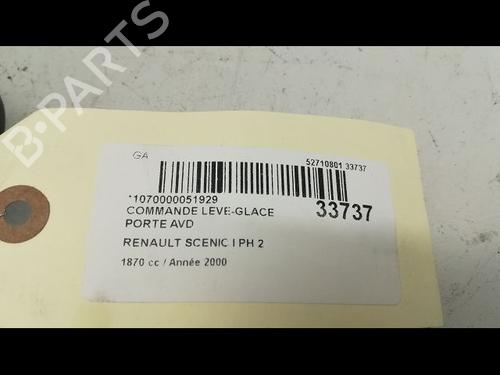 B-PARTS
GA
52710801 33737
*1070000051929
COMMANDE LEVE-GLACE
33737
PORTE AVD
RENAULT SCENIC I PH 2
1870 cc / Année 2000